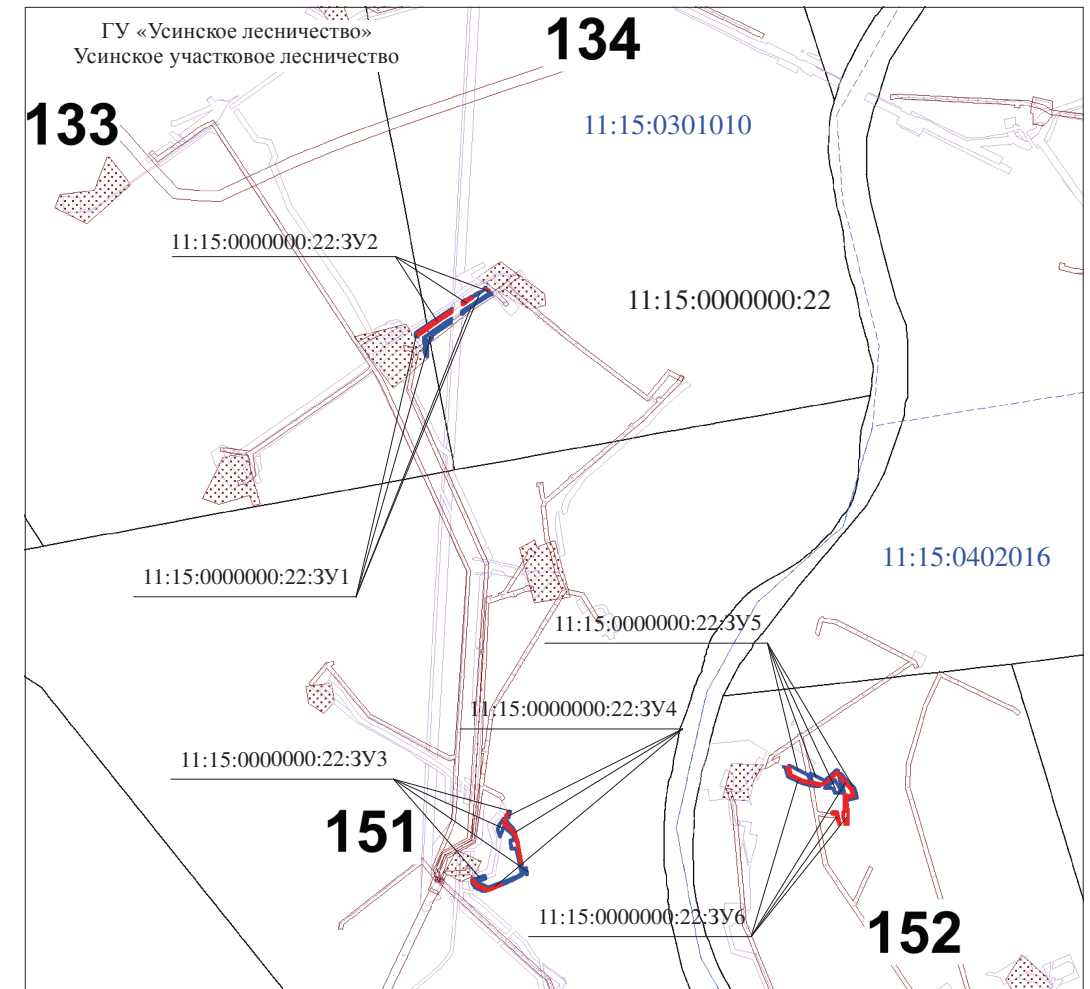 ГУ «Усинское лесничество»
Усинское участковое лесничество
134
133
11:15:0301010
11:15:0000000:22:ЗУ2
11:15:0000000:22
11:15:0402016
11:15:0000000:22:ЗУ1
11:15:0000000:22:ЗУ5
11:15:0000000:22:ЗУ4
11:15:0000000:22:ЗУ3
151
11:15:0000000:22:ЗУ6
152